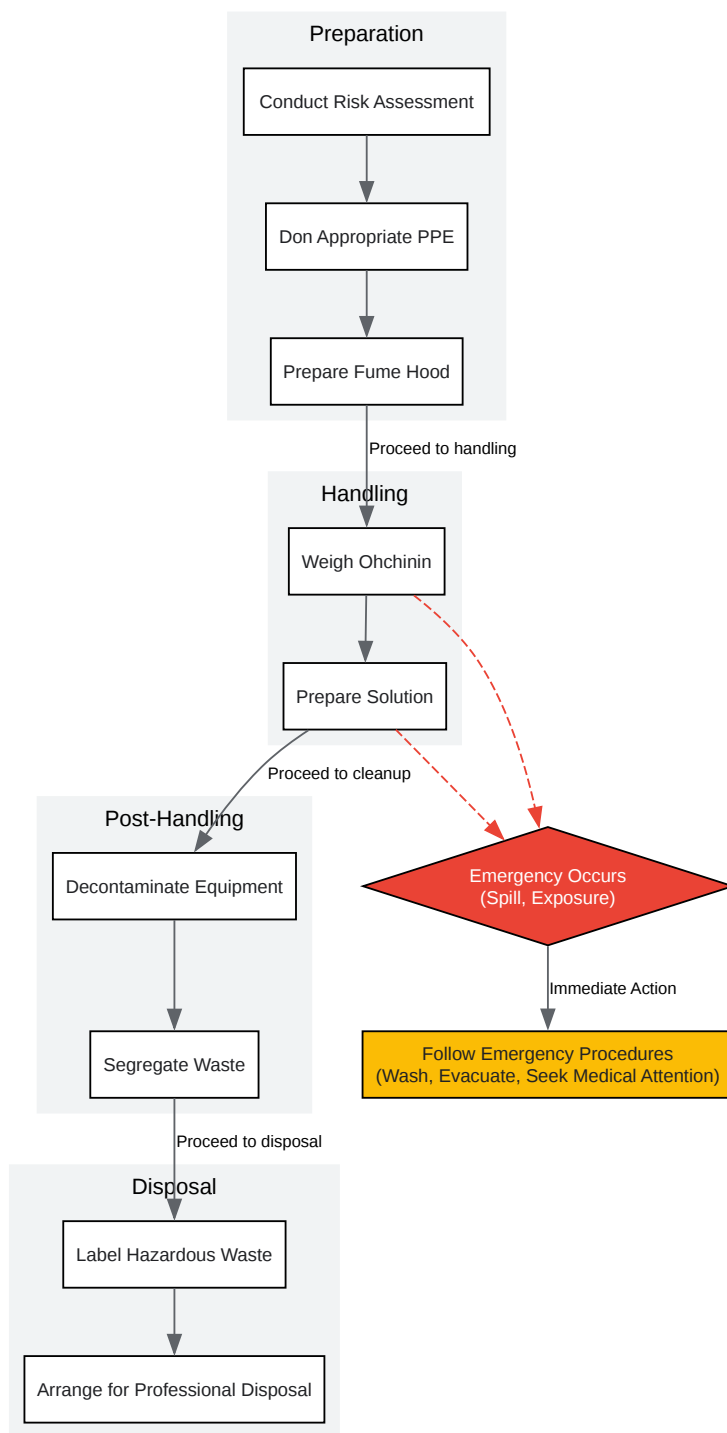 Preparation
Conduct Risk Assessment
Don Appropriate PPE
Prepare Fume Hood
Proceed to handling
Handling
Weigh Ohchinin
Prepare Solution
Proceed to cleanup
Post-Handling
Decontaminate Equipment
Emergency Occurs
(Spill, Exposure)
Immediate Action
Segregate Waste
Follow Emergency Procedures
(Wash, Evacuate, Seek Medical Attention)
Proceed to disposal
Disposal
Label Hazardous Waste
Arrange for Professional Disposal